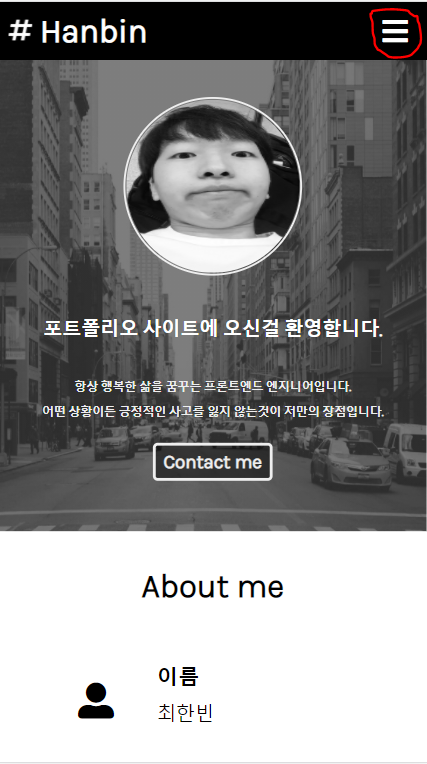 # Hanbin
포트폴리오 사이트에 오신걸 환영합니다.
항상 행복한 삶을 꿈꾸는 프론트엔드 엔지니어입니다.
어떤 상황이든 긍정적인 사고를 잃지 않는것이 저만의 장점입니다.
Contact me
About me
이름
최한빈